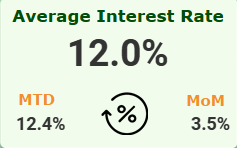 Average Interest Rate
12.0%
MTD MoM
% 
12.4% 3.5%